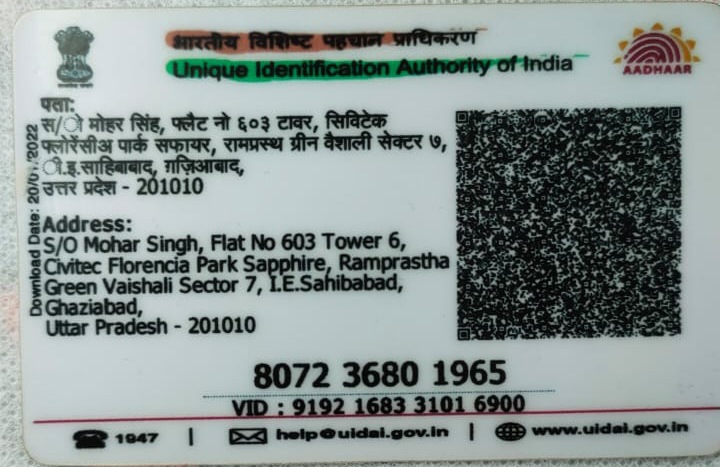 भारतीय विशिष्ट पहचान प्राधिकरण
Unique Identification Authority of India
AADHAAR
पता:
स/ो मोहर सिंह, फ्लैट नो ६०३ टावर, सिविटेक
फ्लोरेंसीअ पार्क सफायर, रामप्रस्थ ग्रीन वैशाली सेक्टर ७,
ी.इ.साहिबाबाद, ग़ज़िआबाद,
उत्तर प्रदेश - 201010
Address:
S/O Mohar Singh, Flat No 603 Tower 6,
Civitec Florencia Park Sapphire, Ramprastha
Green Vaishali Sector 7, I.E.Sahibabad,
Ghaziabad,
Uttar Pradesh - 201010
Download Date:
8072 3680 1965
VID : 9192 1683 3101 6900
1947 | help@uidai.gov.in | www.uidai.gov.in